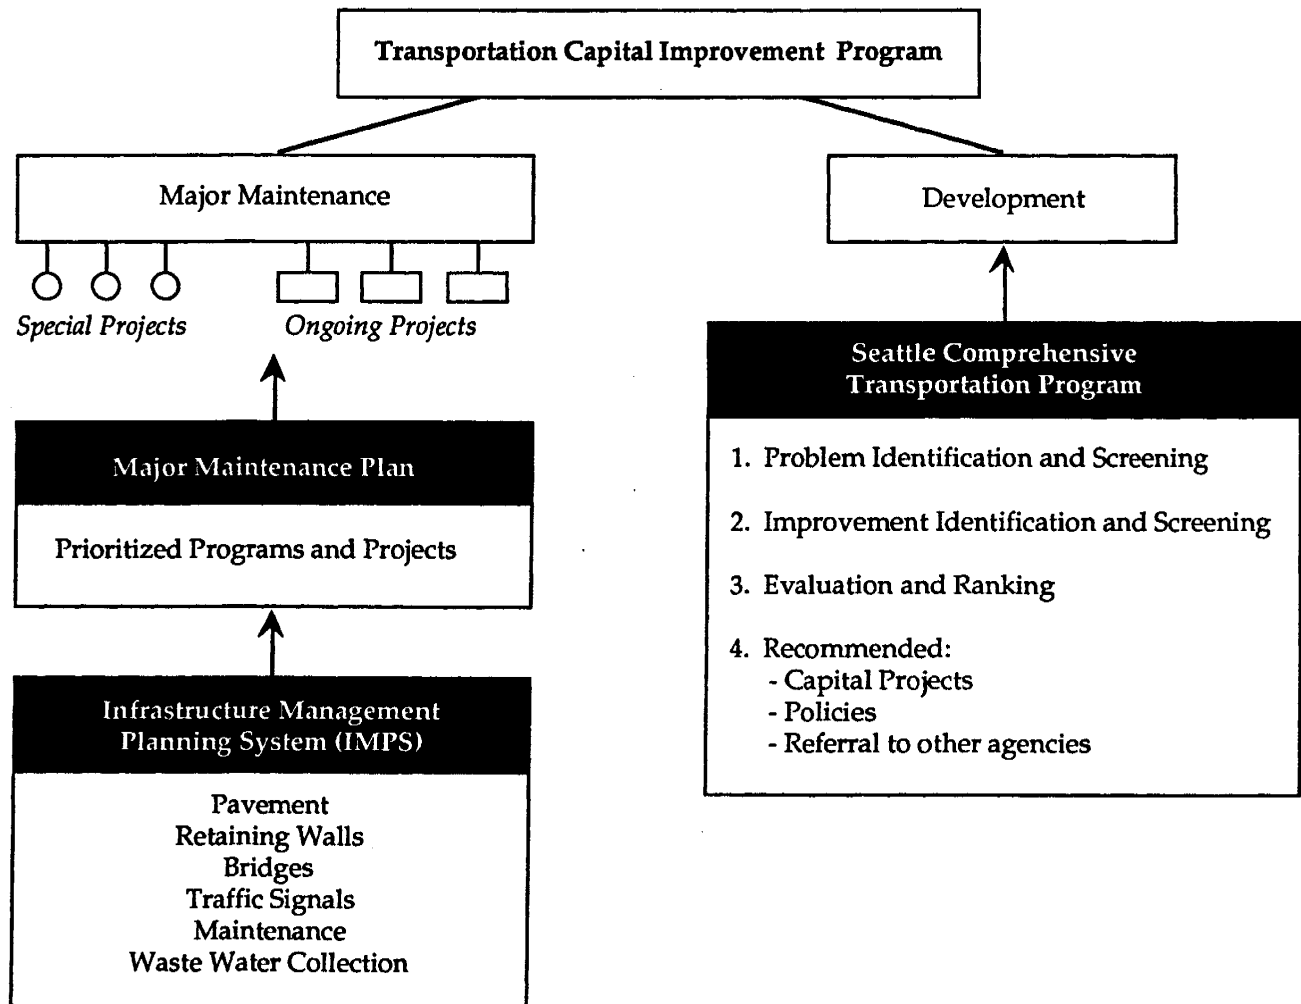 Transportation Capital Improvement Program
Major Maintenance
Development
Special Projects
Ongoing Projects
Seattle Comprehensive
Transportation Program
1. Problem Identification and Screening
2. Improvement Identification and Screening
3. Evaluation and Ranking
4. Recommended:
- Capital Projects
- Policies
- Referral to other agencies
Major Maintenance Plan
Prioritized Programs and Projects
Infrastructure Management
Planning System (IMPS)
Pavement
Retaining Walls
Bridges
Traffic Signals
Maintenance
Waste Water Collection